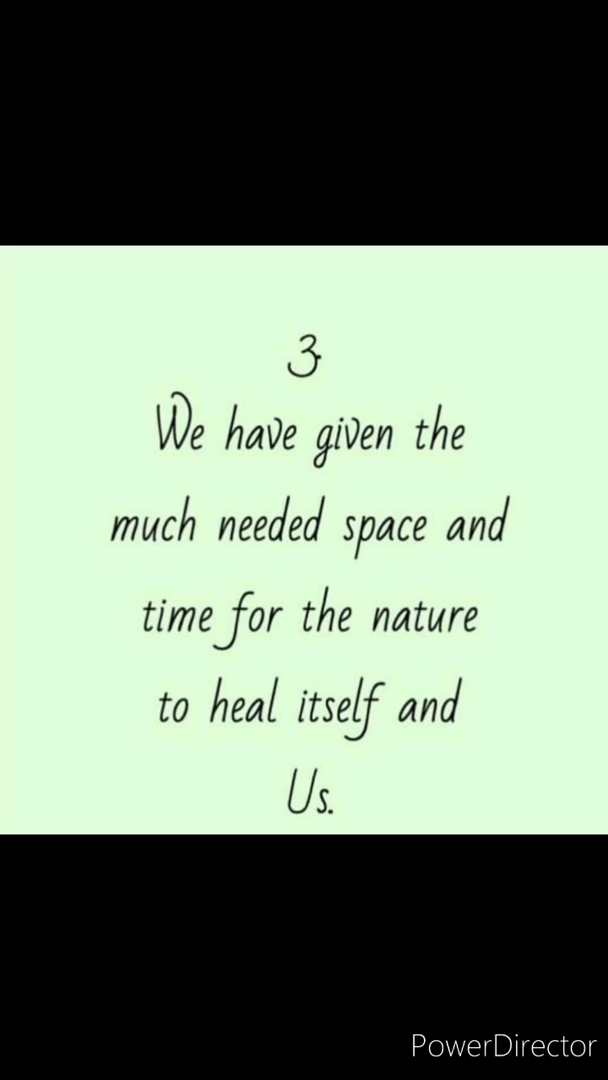 3
We have given the
much needed space and
time for the nature
to heal itself and
Us.
PowerDirector